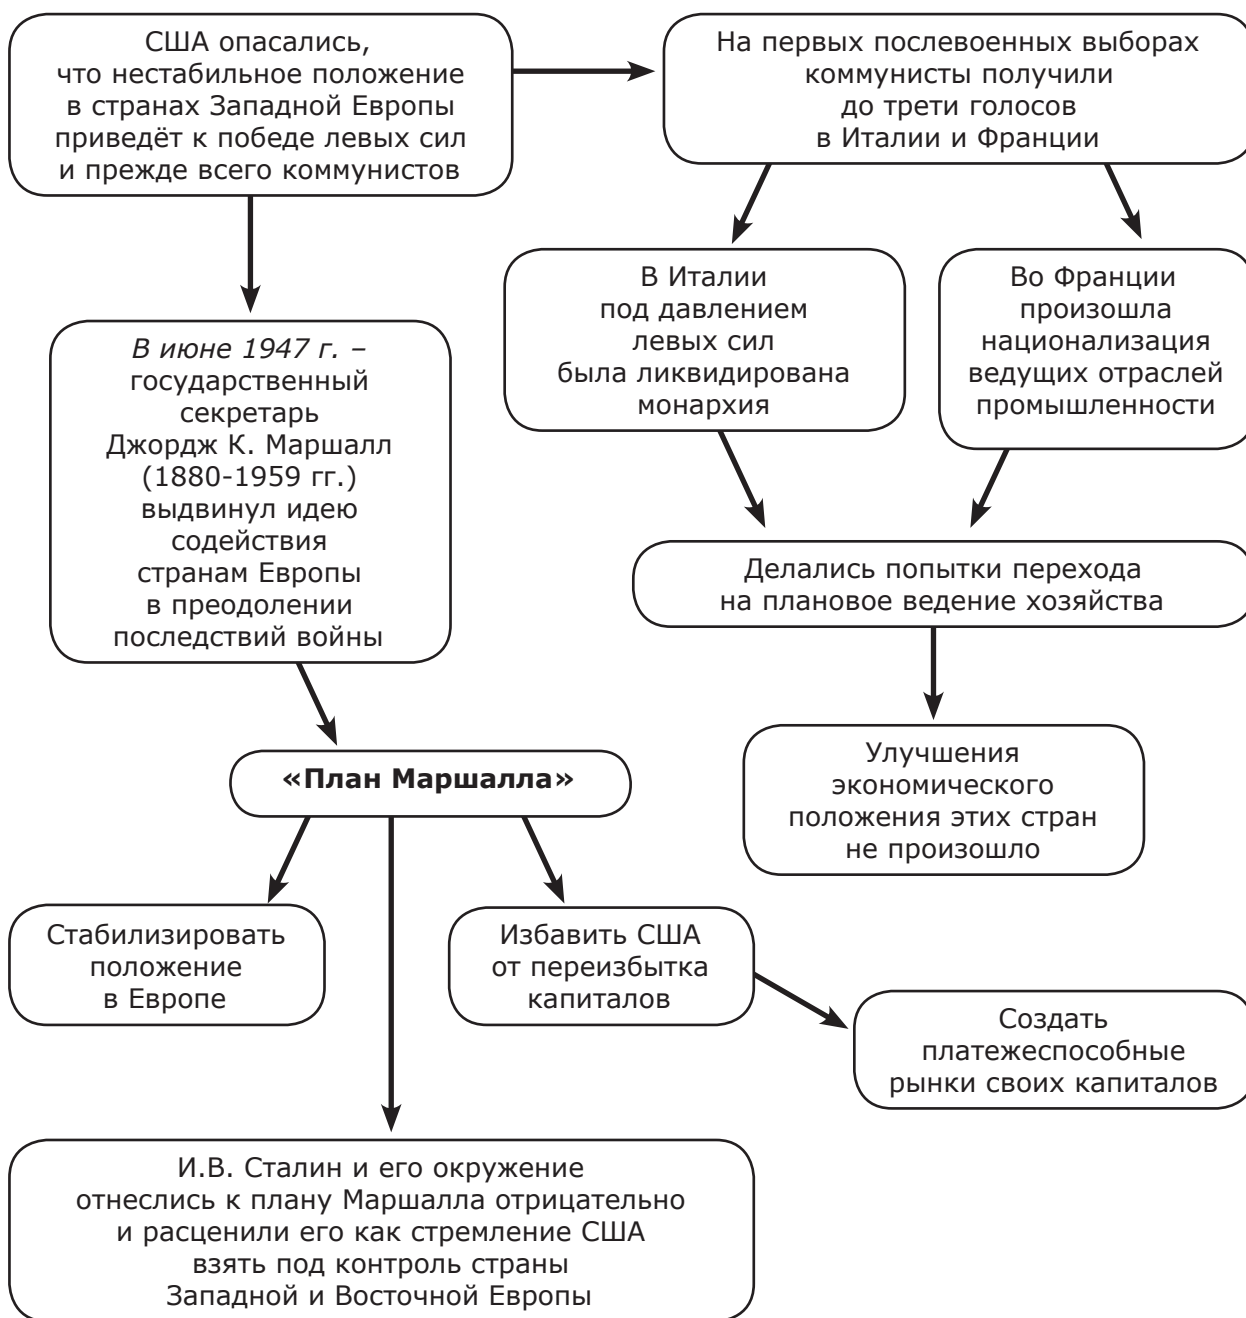 США опасались,
что нестабильное положение
в странах Западной Европы
приведёт к победе левых сил
и прежде всего коммунистов
На первых послевоенных выборах
коммунисты получили
до трети голосов
в Италии и Франции
В Италии
под давлением
левых сил
была ликвидирована
монархия
Во Франции
произошла
национализация
ведущих отраслей
промышленности
В июне 1947 г. –
государственный
секретарь
Джордж К. Маршалл
(1880-1959 гг.)
выдвинул идею
содействия
странам Европы
в преодолении
последствий войны
Делались попытки перехода
на плановое ведение хозяйства
Улучшения
экономического
положения этих стран
не произошло
«План Маршалла»
Стабилизировать
положение
в Европе
Избавить США
от переизбытка
капиталов
Создать
платежеспособные
рынки своих капиталов
И.В. Сталин и его окружение
отнеслись к плану Маршалла отрицательно
и расценили его как стремление США
взять под контроль страны
Западной и Восточной Европы